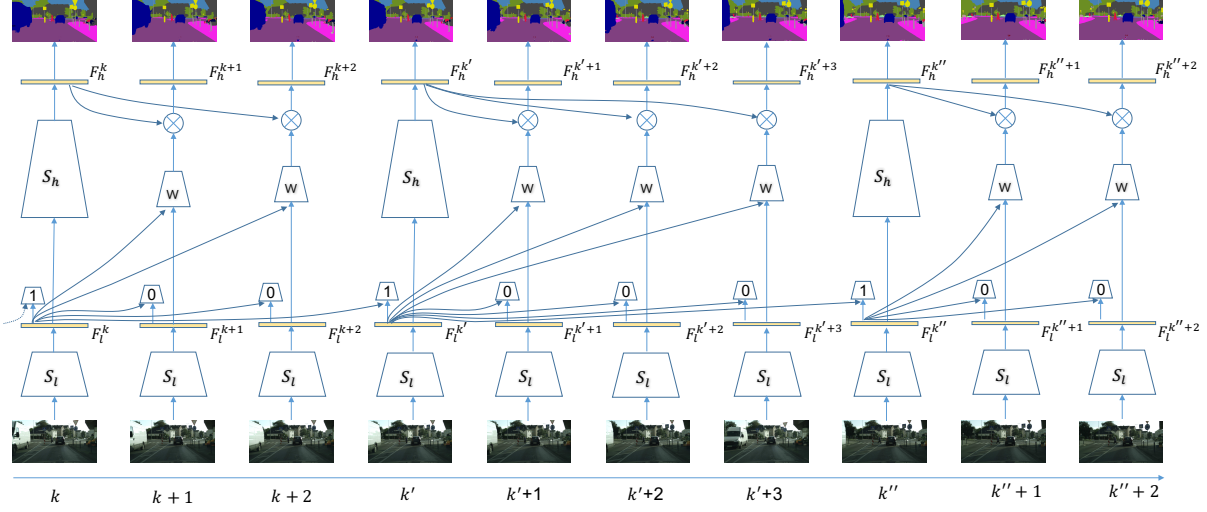 F_h^k F_h^{k+1} F_h^{k+2} F_h^{k'} F_h^{k'+1} F_h^{k'+2} F_h^{k'+3} F_h^{k''} F_h^{k''+1} F_h^{k''+2}
S_h W W S_h W W W S_h W W
1 0 0 1 0 0 0 1 0 0
F_l^k F_l^{k+1} F_l^{k+2} F_l^{k'} F_l^{k'+1} F_l^{k'+2} F_l^{k'+3} F_l^{k''} F_l^{k''+1} F_l^{k''+2}
S_l S_l S_l S_l S_l S_l S_l S_l S_l S_l
k k+1 k+2 k' k'+1 k'+2 k'+3 k'' k''+1 k''+2